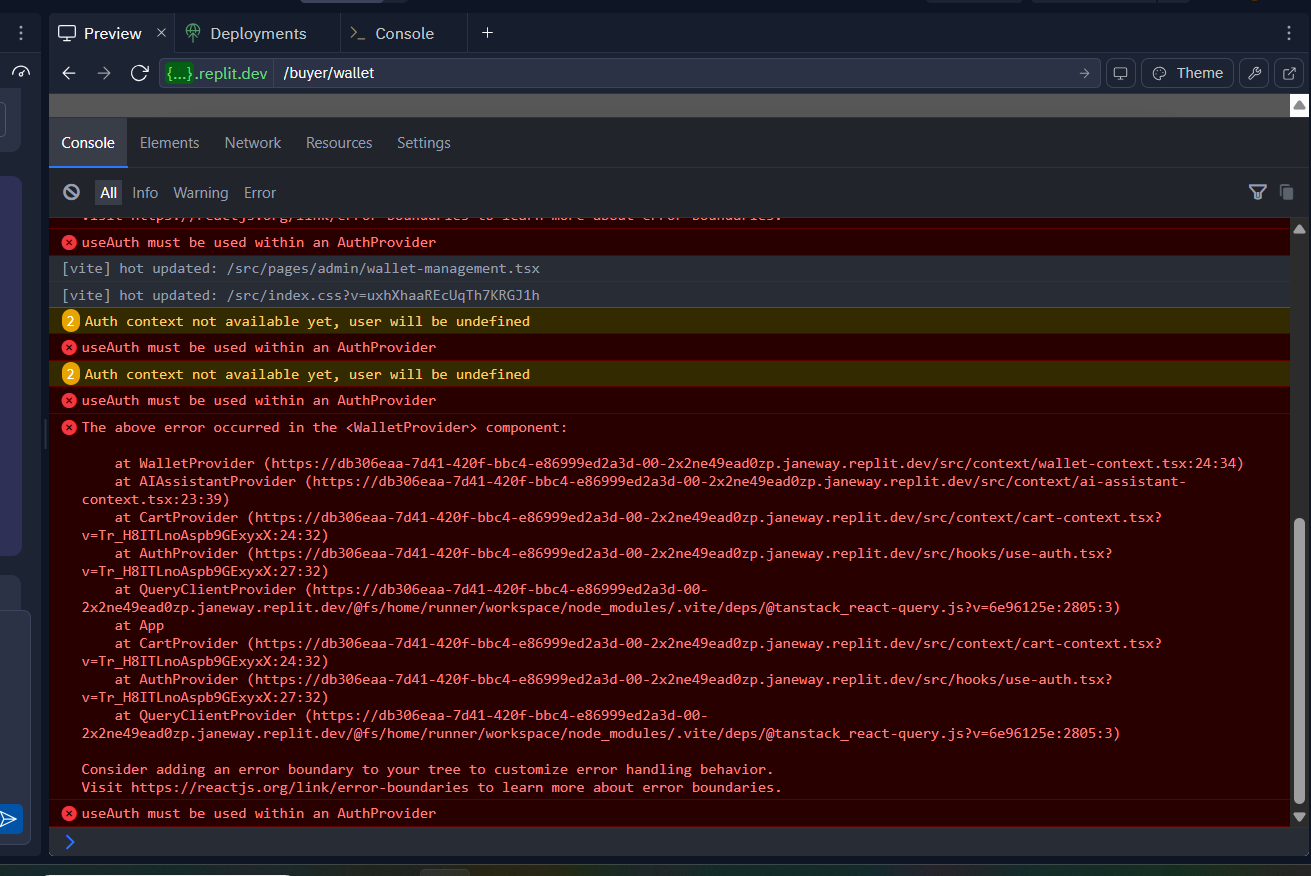 Preview
Deployments
Console
{...}.replit.dev /buyer/wallet
Theme
Console Elements Network Resources Settings
All Info Warning Error
Visit https://reactjs.org/link/error-boundaries to learn more about error boundaries.
useAuth must be used within an AuthProvider
[vite] hot updated: /src/pages/admin/wallet-management.tsx
[vite] hot updated: /src/index.css?v=uxhXhaaREcUqTh7KRGJ1h
2 Auth context not available yet, user will be undefined
useAuth must be used within an AuthProvider
2 Auth context not available yet, user will be undefined
useAuth must be used within an AuthProvider
The above error occurred in the <WalletProvider> component:
at WalletProvider (https://db306eaa-7d41-420f-bbc4-e86999ed2a3d-00-2x2ne49ead0zp.janeway.replit.dev/src/context/wallet-context.tsx:24:34)
at AIAssistantProvider (https://db306eaa-7d41-420f-bbc4-e86999ed2a3d-00-2x2ne49ead0zp.janeway.replit.dev/src/context/ai-assistant-
context.tsx:23:39)
at CartProvider (https://db306eaa-7d41-420f-bbc4-e86999ed2a3d-00-2x2ne49ead0zp.janeway.replit.dev/src/context/cart-context.tsx?
v=Tr_H8ITLnoAspb9GExyxX:24:32)
at AuthProvider (https://db306eaa-7d41-420f-bbc4-e86999ed2a3d-00-2x2ne49ead0zp.janeway.replit.dev/src/hooks/use-auth.tsx?
v=Tr_H8ITLnoAspb9GExyxX:27:32)
at QueryClientProvider (https://db306eaa-7d41-420f-bbc4-e86999ed2a3d-00-
2x2ne49ead0zp.janeway.replit.dev/@fs/home/runner/workspace/node_modules/.vite/deps/@tanstack_react-query.js?v=6e96125e:2805:3)
at App
at CartProvider (https://db306eaa-7d41-420f-bbc4-e86999ed2a3d-00-2x2ne49ead0zp.janeway.replit.dev/src/context/cart-context.tsx?
v=Tr_H8ITLnoAspb9GExyxX:24:32)
at AuthProvider (https://db306eaa-7d41-420f-bbc4-e86999ed2a3d-00-2x2ne49ead0zp.janeway.replit.dev/src/hooks/use-auth.tsx?
v=Tr_H8ITLnoAspb9GExyxX:27:32)
at QueryClientProvider (https://db306eaa-7d41-420f-bbc4-e86999ed2a3d-00-
2x2ne49ead0zp.janeway.replit.dev/@fs/home/runner/workspace/node_modules/.vite/deps/@tanstack_react-query.js?v=6e96125e:2805:3)
Consider adding an error boundary to your tree to customize error handling behavior.
Visit https://reactjs.org/link/error-boundaries to learn more about error boundaries.
useAuth must be used within an AuthProvider